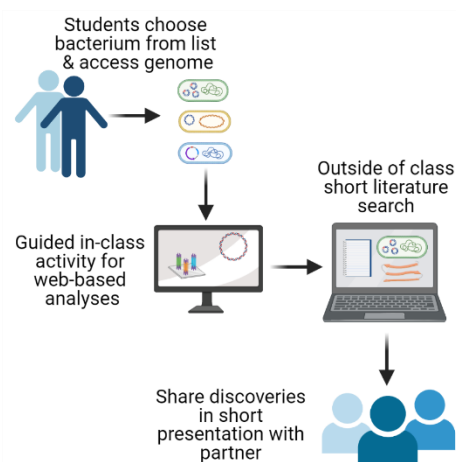 Students choose
bacterium from list
& access genome
Outside of class
short literature
search
Guided in-class
activity for
web-based
analyses
Share discoveries
in short
presentation with
partner